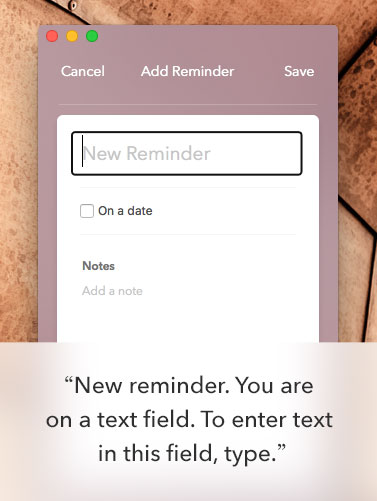 Cancel Add Reminder Save
New Reminder
On a date
Notes
Add a note
“New reminder. You are
on a text field. To enter text
in this field, type.”